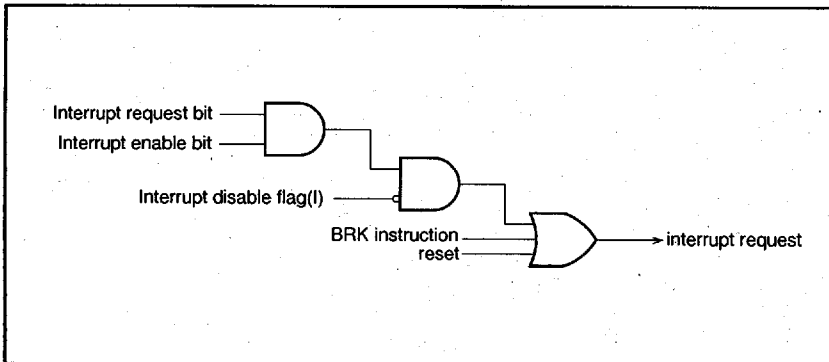 Interrupt request bit
Interrupt enable bit
Interrupt disable flag(I)
BRK instruction
reset
interrupt request